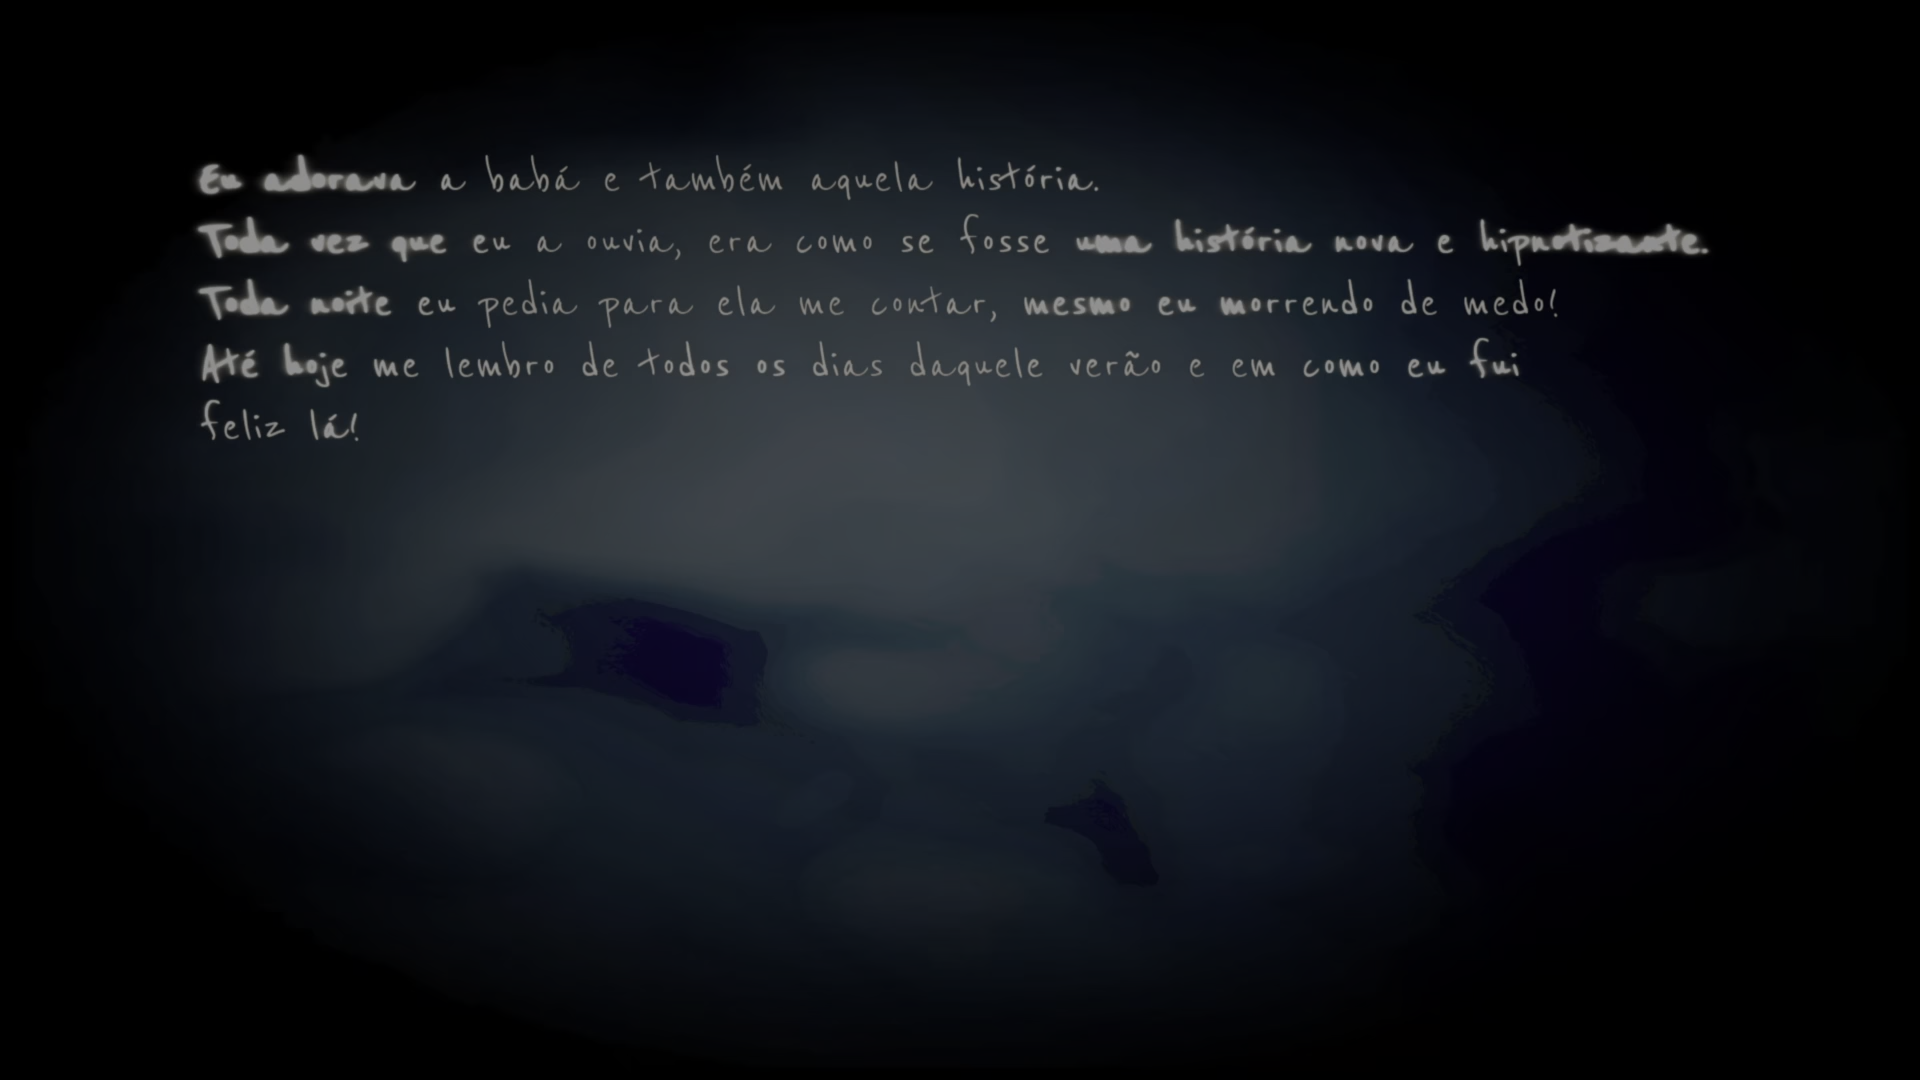 Eu adorava a babá e também aquela história.
Toda vez que eu a ouvia, era como se fosse uma história nova e hipnotizante.
Toda noite eu pedia para ela me contar, mesmo eu morrendo de medo!
Até hoje me lembro de todos os dias daquele verão e em como eu fui
feliz lá!